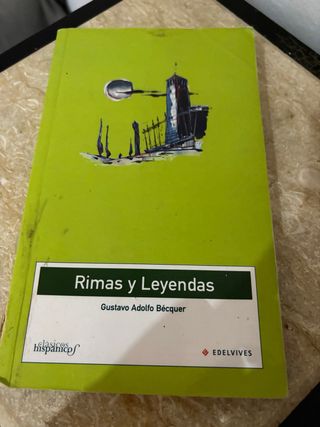 Rimas y Leyendas
Gustavo Adolfo Bécquer
clásicos
hispánicos
EDELVIVES